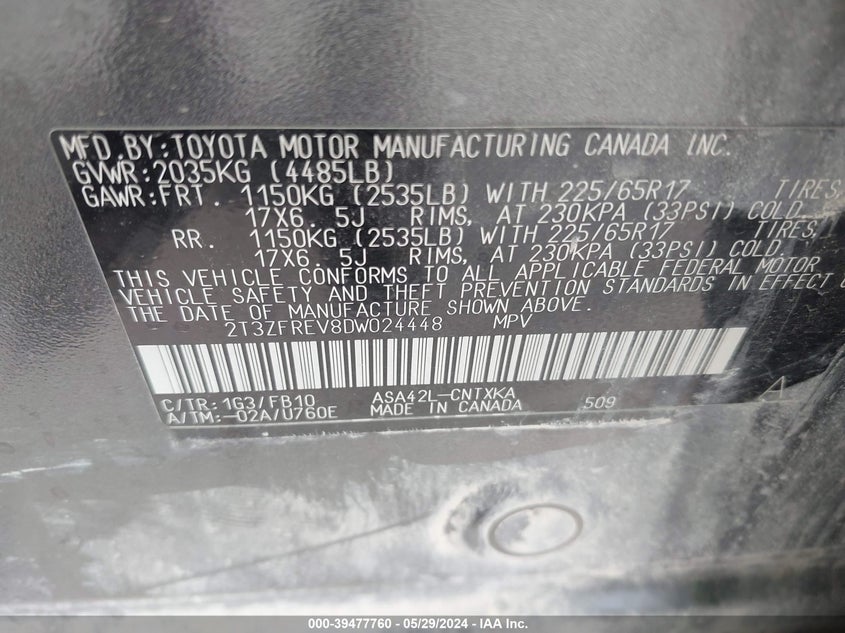 MFD.BY:TOYOTA MOTOR MANUFACTURING CANADA INC.
GVWR:2035KG (4485LB)
GAWR:FRT. 1150KG (2535LB) WITH 225/65R17 TIRES,
17X6.5J RIMS, AT 230KPA (33PSI) COLD.
RR. 1150KG (2535LB) WITH 225/65R17 TIRES,
17X6.5J RIMS, AT 230KPA (33PSI) COLD.
THIS VEHICLE CONFORMS TO ALL APPLICABLE FEDERAL MOTOR
VEHICLE SAFETY AND THEFT PREVENTION STANDARDS IN EFFECT
THE DATE OF MANUFACTURE SHOWN ABOVE.
2T3ZFREV8DW024448 MPV
C/TR:1G3/FB10 ASA42L-CNTXKA
A/TM:-02A/U760E MADE IN CANADA 509
A
000-39477760 - 05/29/2024 - IAA Inc.